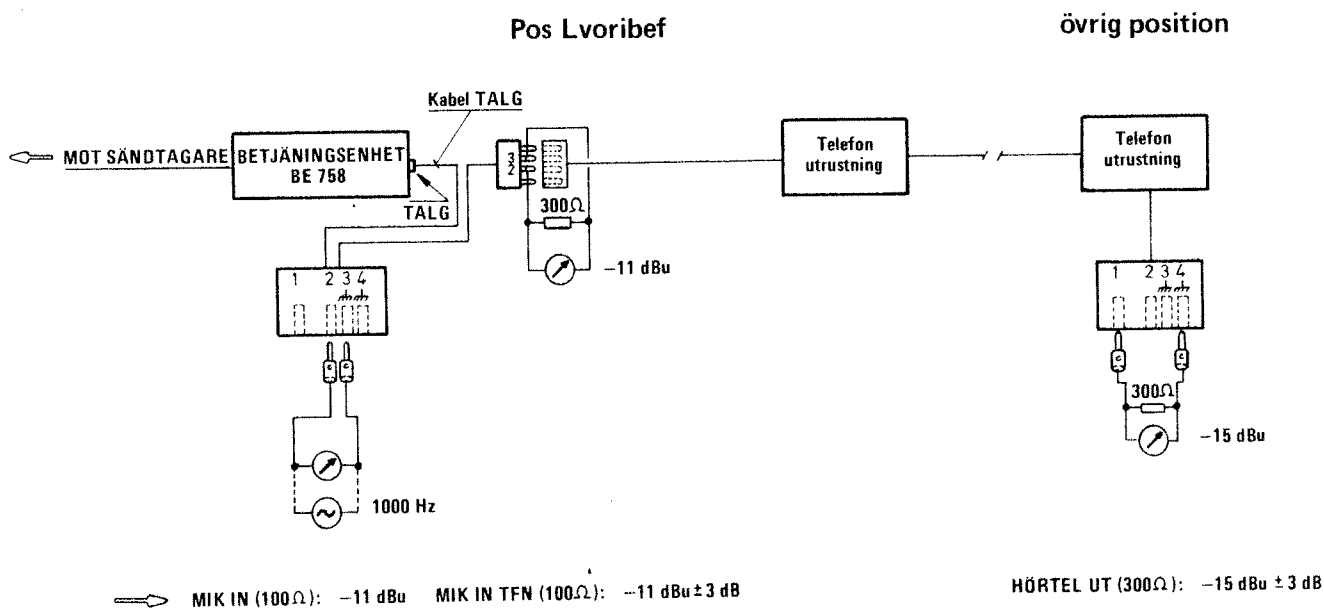 Pos Lvoribef
övrig position
Kabel TALG
MOT SÄNDTAGARE
BETJÄNINGSENHET
BE 758
TALG
3
2
300Ω
-11 dBu
Telefon
utrustning
Telefon
utrustning
1 2 3 4
1000 Hz
1 2 3 4
300Ω
-15 dBu
MIK IN (100Ω): -11 dBu MIK IN TFN (100Ω): -11 dBu ± 3 dB
HÖRTEL UT (300Ω): -15 dBu ± 3 dB